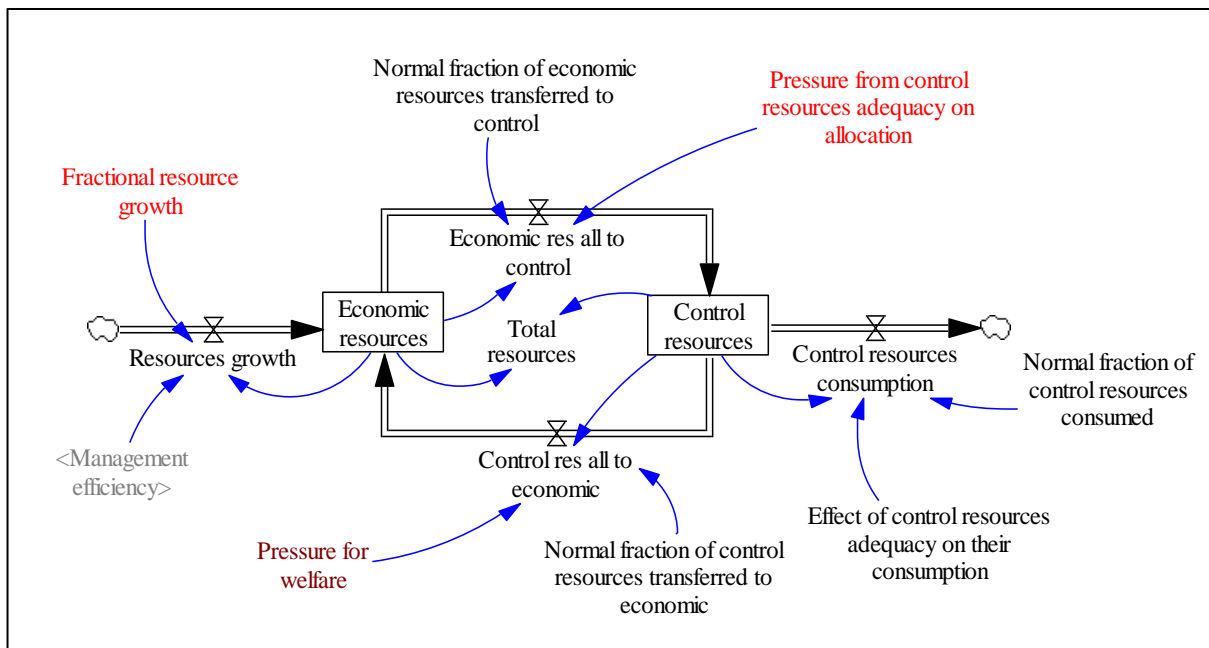 Normal fraction of economic
resources transferred to
control
Pressure from control
resources adequacy on
allocation
Fractional resource
growth
Economic res all to
control
Economic
resources
Total
resources
Control
resources
Resources growth
Control resources
consumption
Normal fraction of
control resources
consumed
<Management
efficiency>
Control res all to
economic
Pressure for
welfare
Normal fraction of control
resources transferred to
economic
Effect of control resources
adequacy on their
consumption